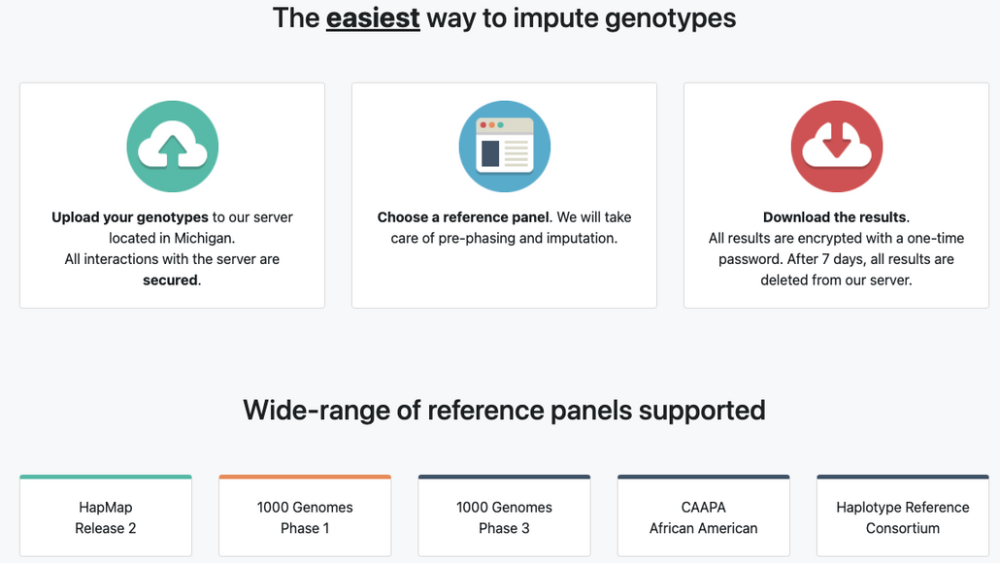 The easiest way to impute genotypes
Upload your genotypes to our server
located in Michigan.
All interactions with the server are
secured.
Choose a reference panel. We will take
care of pre-phasing and imputation.
Download the results.
All results are encrypted with a one-time
password. After 7 days, all results are
deleted from our server.
Wide-range of reference panels supported
HapMap
Release 2
1000 Genomes
Phase 1
1000 Genomes
Phase 3
CAAPA
African American
Haplotype Reference
Consortium